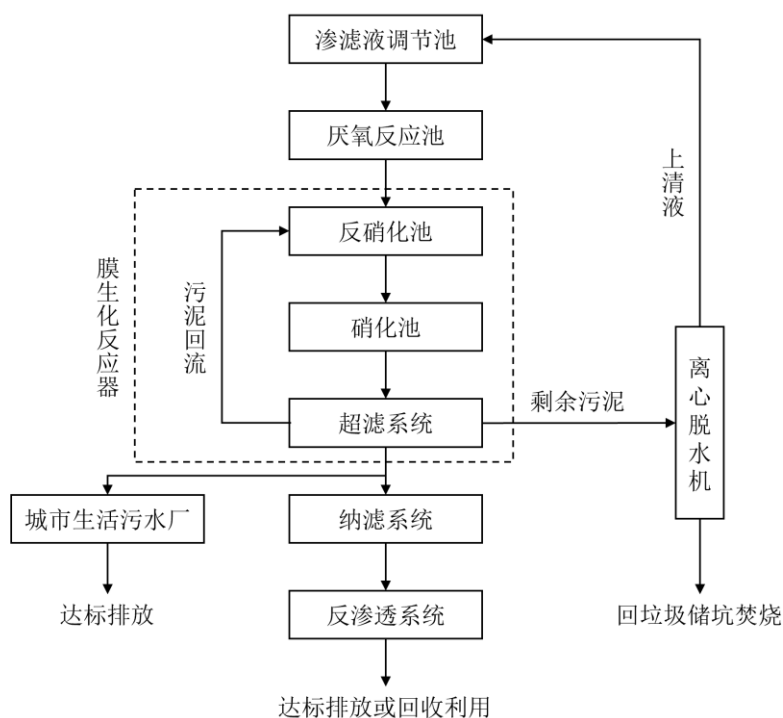 渗滤液调节池
厌氧反应池
上清液
反硝化池
膜生化反应器
污泥回流
硝化池
离心脱水机
剩余污泥
超滤系统
城市生活污水厂
纳滤系统
达标排放
反渗透系统
回垃圾储坑焚烧
达标排放或回收利用